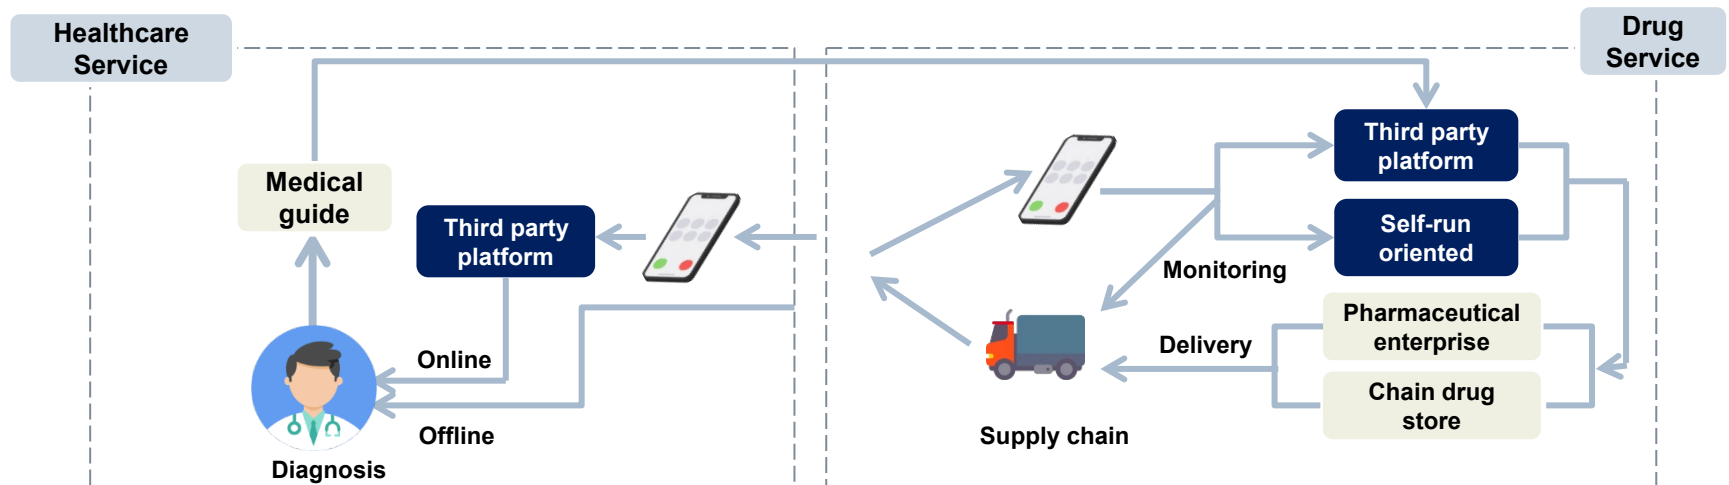 Healthcare
Service
Drug
Service
Medical
guide
Third party
platform
Online
Offline
Diagnosis
Third party
platform
Self-run
oriented
Monitoring
Pharmaceutical
enterprise
Delivery
Chain drug
store
Supply chain